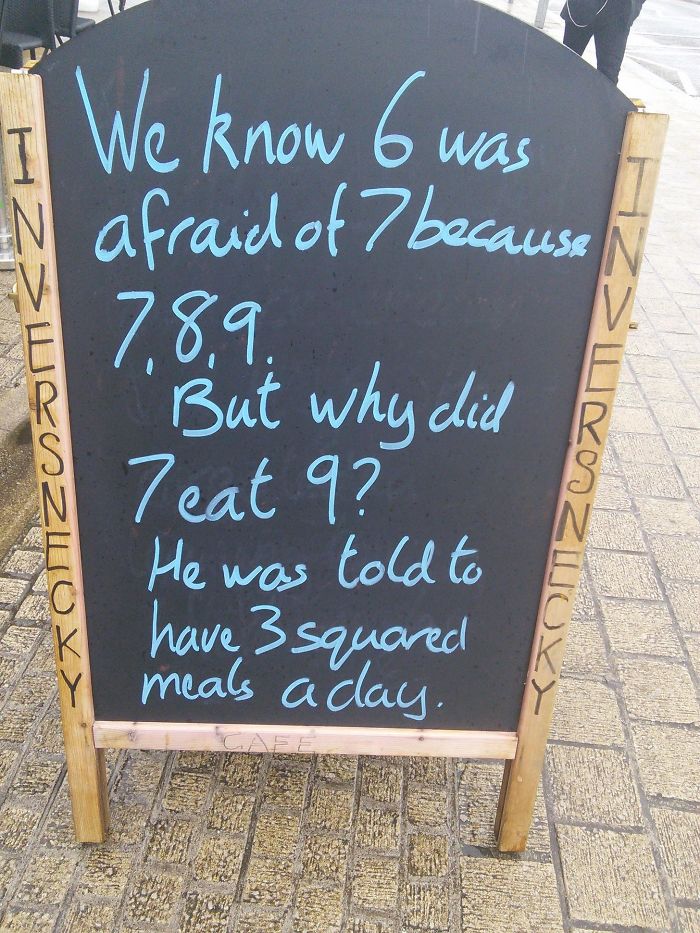 We know 6 was
afraid of 7 because
7, 8, 9.
But why did
7 eat 9?
He was told to
have 3 squared
meals a day.
INVERSNECKY
INVERSNECKY
CAFE